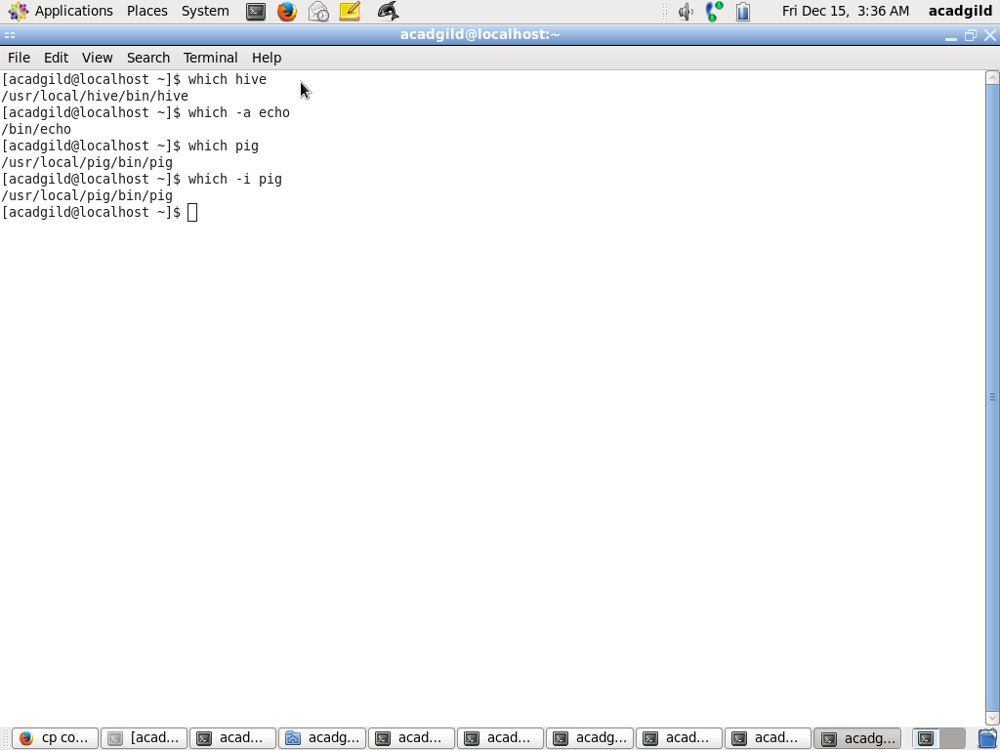 Applications Places System Fri Dec 15, 3:36 AM acadgild
acadgild@localhost:~
File Edit View Search Terminal Help
[acadgild@localhost ~]$ which hive
/usr/local/hive/bin/hive
[acadgild@localhost ~]$ which -a echo
/bin/echo
[acadgild@localhost ~]$ which pig
/usr/local/pig/bin/pig
[acadgild@localhost ~]$ which -i pig
/usr/local/pig/bin/pig
[acadgild@localhost ~]$
cp co... [acad... acad... acadg... acad... acad... acadg... acad... acad... acadg...